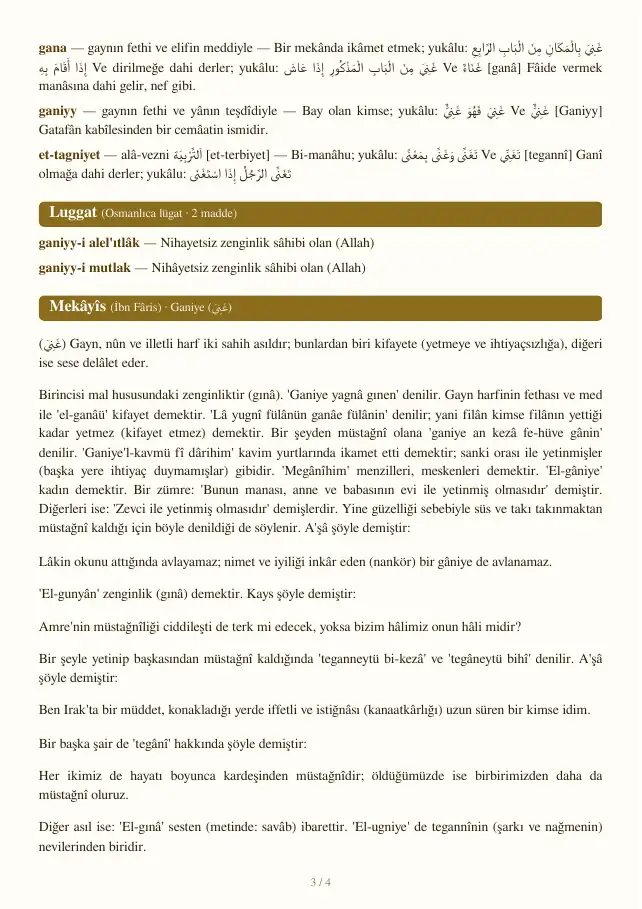 gana — gaynın fethi ve elifin meddiyle — Bir mekânda ikâmet etmek; yukâlu: غَنِيَ بِالْمَكَانِ مِنَ الْبَابِ الرَّابِعِ
إِذَا أَقَامَ بِهِ Ve dirilmeğe dahi derler; yukâlu: غَنِيَ مِنَ الْبَابِ الْمَذْكُورِ إِذَا عَاشَ Ve غَنَاءٌ [ganâ] Fâide vermek
manâsına dahi gelir, nef gibi.
ganiyy — gaynın fethi ve yânın teşdîdiyle — Bay olan kimse; yukâlu: غَنِيَ فَهُوَ غَنِيٌّ Ve غَنِيٌّ [Ganiyy]
Gatafân kabîlesinden bir cemâatin ismidir.
et-tagniyet — alâ-vezni اَلتَّرْبِيَة [et-terbiyet] — Bi-manâhu; yukâlu: تَغَنَّى وَغَنَّى بِمَعْنًى Ve تَغَنِّي [tegannî] Ganî
olmağa dahi derler; yukâlu: تَغَنَّى الرَّجُلُ إِذَا اسْتَغْنَى
Luggat (Osmanlıca lügat · 2 madde)
ganiyy-i alel'ıtlâk — Nihayetsiz zenginlik sâhibi olan (Allah)
ganiyy-i mutlak — Nihâyetsiz zenginlik sâhibi olan (Allah)
Mekâyîs (İbn Fâris) · Ganiye (غَنِيَ)
(غَنِيَ) Gayn, nûn ve illetli harf iki sahih asıldır; bunlardan biri kifayete (yetmeye ve ihtiyaçsızlığa), diğeri
ise sese delâlet eder.
Birincisi mal hususundaki zenginliktir (gınâ). 'Ganiye yagnâ gınen' denilir. Gayn harfinin fethası ve med
ile 'el-ganâü' kifayet demektir. 'Lâ yugnî fülânün ganâe fülânin' denilir; yani filân kimse filânın yettiği
kadar yetmez (kifayet etmez) demektir. Bir şeyden müstağnî olana 'ganiye an kezâ fe-hüve gânin'
denilir. 'Ganiye'l-kavmü fî dârihim' kavim yurtlarında ikamet etti demektir; sanki orası ile yetinmişler
(başka yere ihtiyaç duymamışlar) gibidir. 'Megânîhim' menzilleri, meskenleri demektir. 'El-gâniye'
kadın demektir. Bir zümre: 'Bunun manası, anne ve babasının evi ile yetinmiş olmasıdır' demiştir.
Diğerleri ise: 'Zevci ile yetinmiş olmasıdır' demişlerdir. Yine güzelliği sebebiyle süs ve takı takınmaktan
müstağnî kaldığı için böyle denildiği de söylenir. A'şâ şöyle demiştir:
Lâkin okunu attığında avlayamaz; nimet ve iyiliği inkâr eden (nankör) bir gâniye de avlanamaz.
'El-gunyân' zenginlik (gınâ) demektir. Kays şöyle demiştir:
Amre'nin müstağnîliği ciddileşti de terk mi edecek, yoksa bizim hâlimiz onun hâli midir?
Bir şeyle yetinip başkasından müstağnî kaldığında 'teganneytü bi-kezâ' ve 'tegâneytü bihî' denilir. A'şâ
şöyle demiştir:
Ben Irak'ta bir müddet, konakladığı yerde iffetli ve istiğnâsı (kanaatkârlığı) uzun süren bir kimse idim.
Bir başka şair de 'tegânî' hakkında şöyle demiştir:
Her ikimiz de hayatı boyunca kardeşinden müstağnîdir; öldüğümüzde ise birbirimizden daha da
müstağnî oluruz.
Diğer asıl ise: 'El-gınâ' sesten (metinde: savâb) ibarettir. 'El-ugniye' de tegannînin (şarkı ve nağmenin)
nevilerinden biridir.
3 / 4